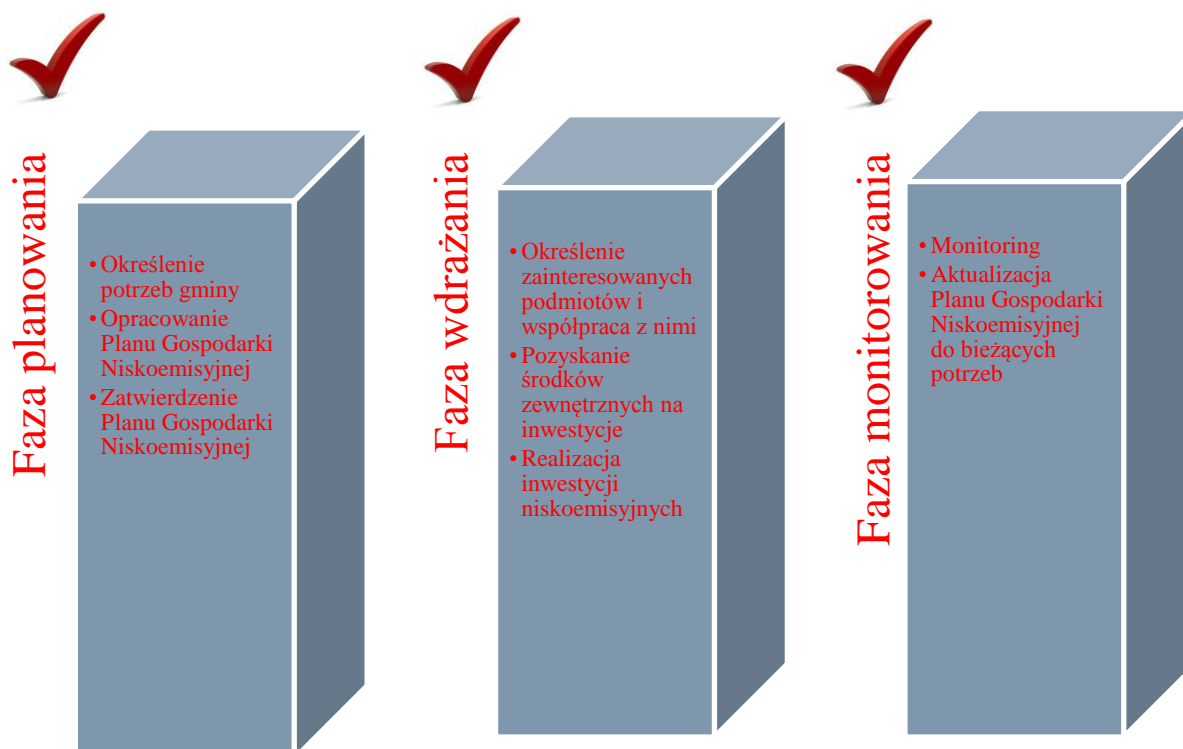 Faza planowania
• Określenie
potrzeb gminy
• Opracowanie
Planu Gospodarki
Niskoemisyjnej
• Zatwierdzenie
Planu Gospodarki
Niskoemisyjnej
Faza wdrażania
• Określenie
zainteresowanych
podmiotów i
współpraca z nimi
• Pozyskanie
środków
zewnętrznych na
inwestycje
• Realizacja
inwestycji
niskoemisyjnych
Faza monitorowania
• Monitoring
• Aktualizacja
Planu Gospodarki
Niskoemisyjnej
do bieżących
potrzeb